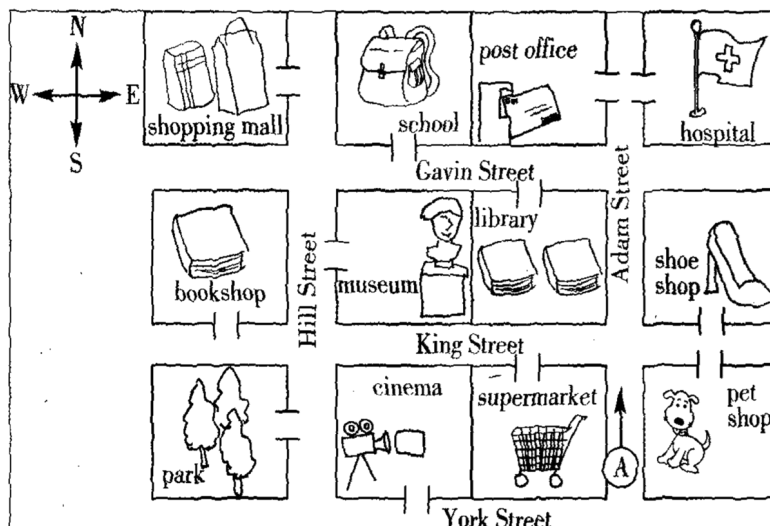 N
W E
S
shopping mall
school
post office
hospital
Gavin Street
Adam Street
Hill Street
bookshop
museum
library
shoe
shop
King Street
park
cinema
supermarket
A
pet
shop
York Street